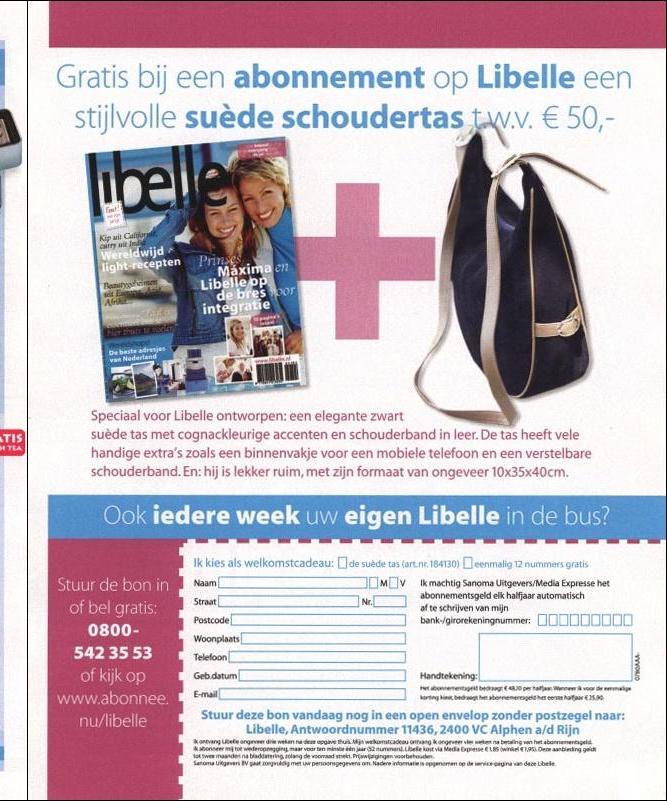 Gratis bij een abonnement op Libelle een
stijlvolle suède schoudertas t.w.v. € 50,-
libelle
Kip uit Californië,
curry uit India
Wereldwijd
light-recepten
Prinses
Máxima en
Libelle op
de bres voor
integratie
De beste adresjes
van Nederland
www.libelle.nl
Speciaal voor Libelle ontworpen: een elegante zwart
suède tas met cognackleurige accenten en schouderband in leer. De tas heeft vele
handige extra's zoals een binnenvakje voor een mobiele telefoon en een verstelbare
schouderband. En: hij is lekker ruim, met zijn formaat van ongeveer 10x35x40cm.
ATIS
H TEA
Ook iedere week uw eigen Libelle in de bus?
Stuur de bon in
of bel gratis:
0800-
542 35 53
of kijk op
www.abonnee.
nu/libelle
Ik kies als welkomstcadeau: de suède tas (art.nr. 184130) eenmalig 12 nummers gratis
Naam M V
Straat Nr.
Postcode
Woonplaats
Telefoon
Geb.datum
E-mail
Ik machtig Sanoma Uitgevers/Media Expresse het
abonnementsgeld elk halfjaar automatisch
af te schrijven van mijn
bank-/girorekeningnummer:
Handtekening:
Het abonnementsgeld bedraagt € 48,10 per halfjaar. Wanneer ik voor de eenmalige
korting kiest, bedraagt het abonnementsgeld het eerste halfjaar € 25,90.
Stuur deze bon vandaag nog in een open envelop zonder postzegel naar:
Libelle, Antwoordnummer 11436, 2400 VC Alphen a/d Rijn
Ik ontvang Libelle ongeveer drie weken na deze opgave thuis. Mijn welkomstcadeau ontvang ik ongeveer vier weken na betaling van het abonnementsgeld.
Ik abonneer mij tot wederopzegging, maar voor ten minste één jaar (52 nummers). Libelle kost via Media Expresse € 1,85 (winkel € 1,95). Deze aanbieding geldt
tot twee maanden na bladdatering, zolang de voorraad strekt. Prijswijzigingen voorbehouden.
Sanoma Uitgevers BV gaat zorgvuldig met uw persoonsgegevens om. Nadere informatie is opgenomen op de service-pagina van deze Libelle.